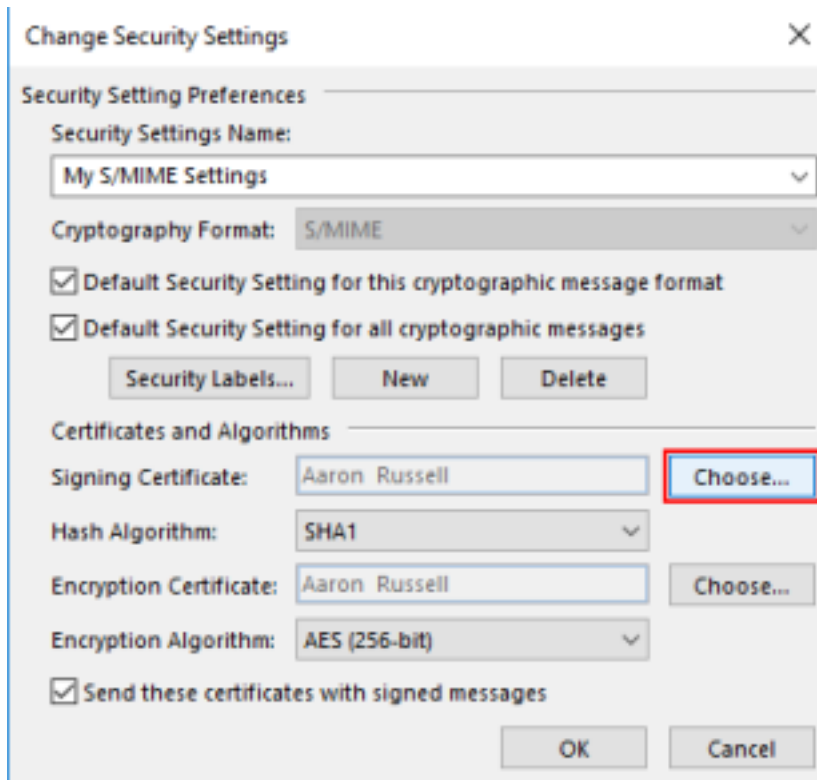 Change Security Settings
Security Setting Preferences
Security Settings Name:
My S/MIME Settings
Cryptography Format: S/MIME
Default Security Setting for this cryptographic message format
Default Security Setting for all cryptographic messages
Security Labels... New Delete
Certificates and Algorithms
Signing Certificate: Aaron Russell Choose...
Hash Algorithm: SHA1
Encryption Certificate: Aaron Russell Choose...
Encryption Algorithm: AES (256-bit)
Send these certificates with signed messages
OK Cancel